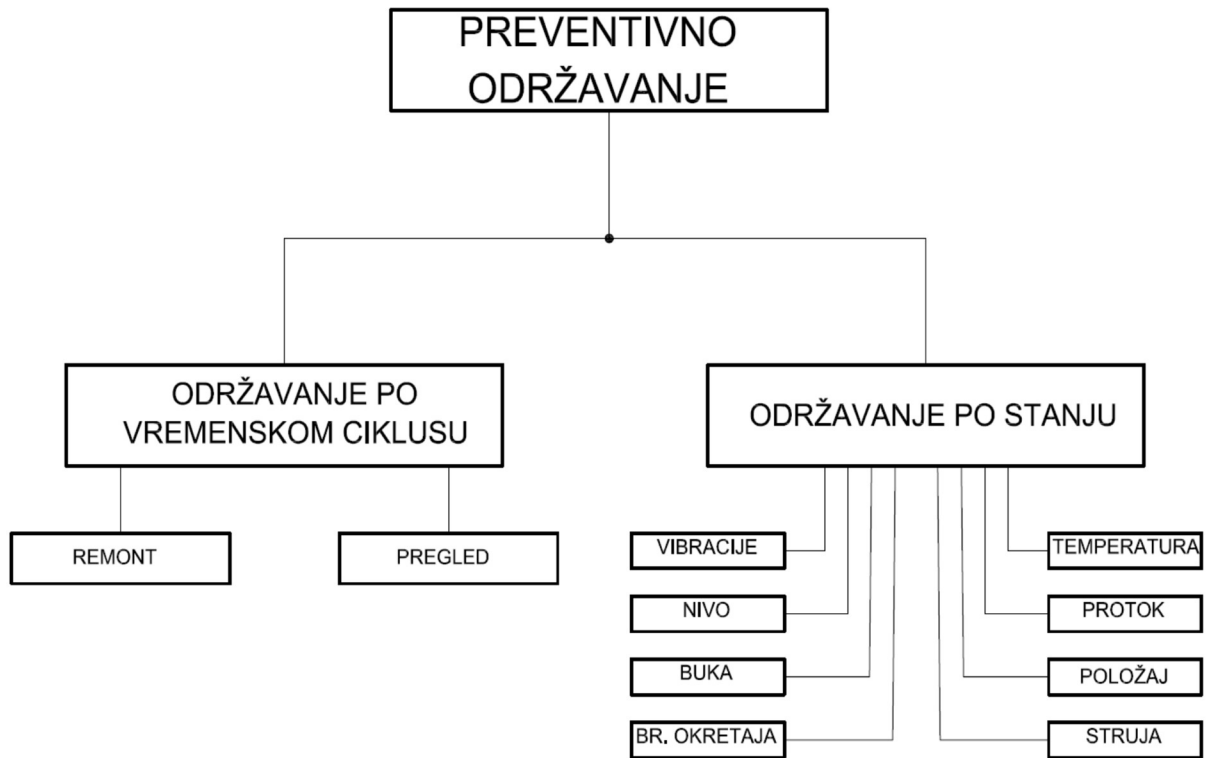 PREVENTIVNO
ODRŽAVANJE
ODRŽAVANJE PO
VREMENSKOM CIKLUSU
ODRŽAVANJE PO STANJU
REMONT
PREGLED
VIBRACIJE
TEMPERATURA
NIVO
PROTOK
BUKA
POLOŽAJ
BR. OKRETAJA
STRUJA